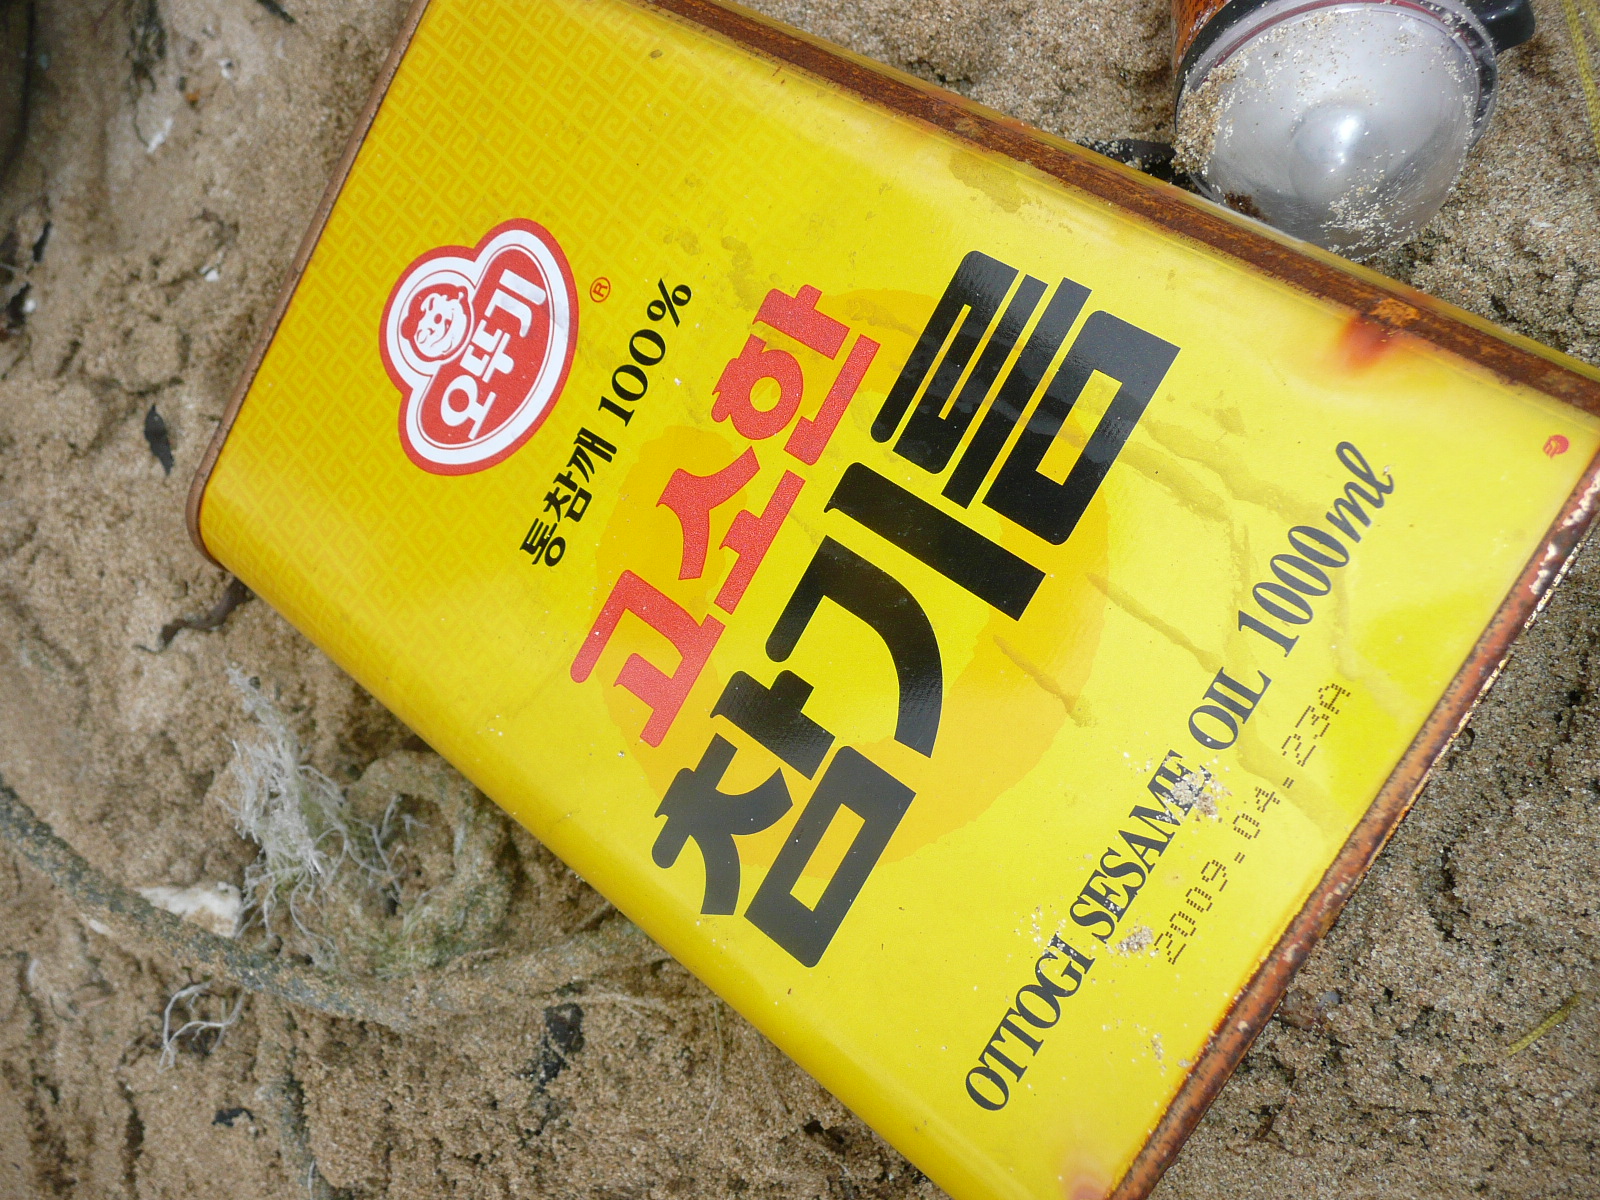 오뚜기
®
통참깨 100%
고소한
참기름
OTTOGI SESAME OIL 1000ml
2009.04.23A